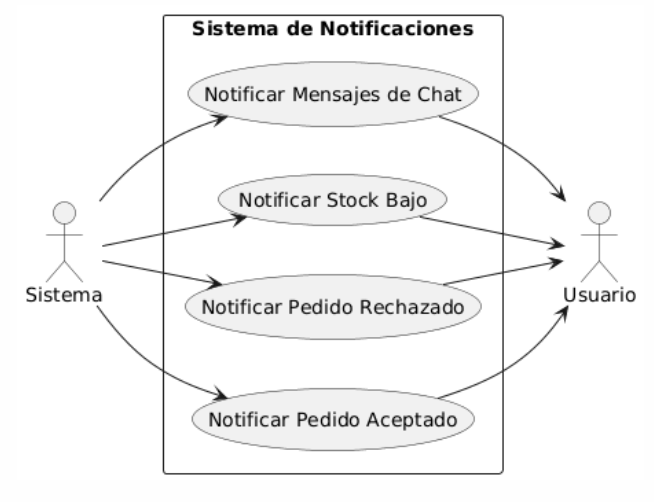 Sistema de Notificaciones
Notificar Mensajes de Chat
Notificar Stock Bajo
Sistema
Usuario
Notificar Pedido Rechazado
Notificar Pedido Aceptado